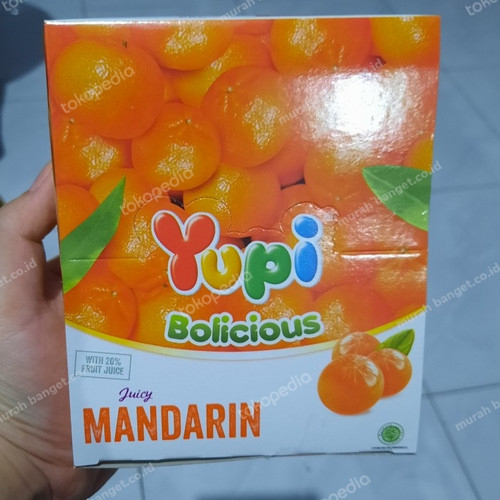 Yupi
Bolicious
WITH 20%
FRUIT JUICE
Juicy
MANDARIN
tokopedia
murah banget.co.id